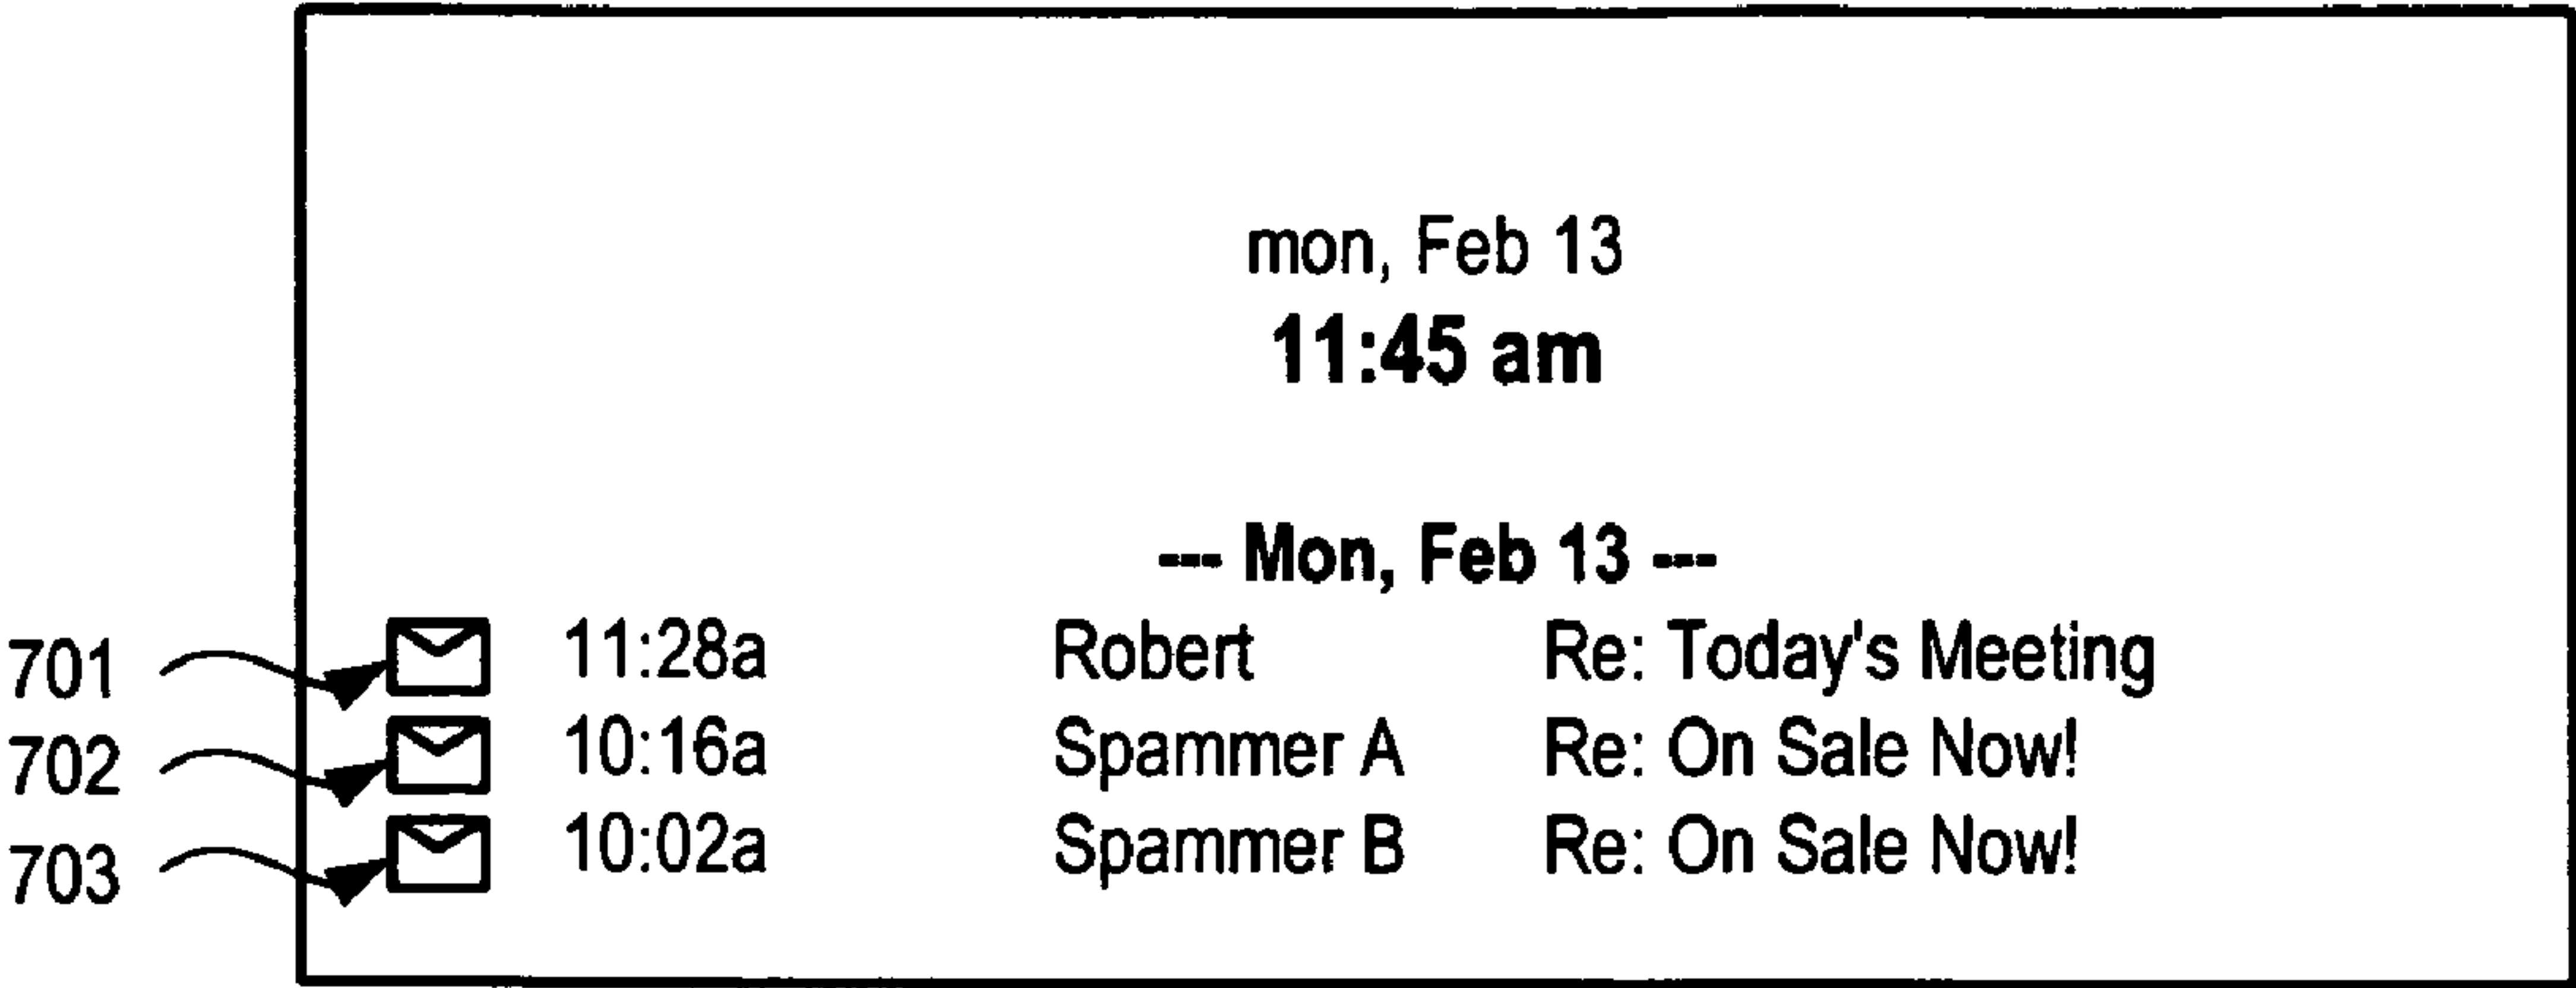 mon, Feb 13
11:45 am
--- Mon, Feb 13 ---
701 11:28a Robert Re: Today's Meeting
702 10:16a Spammer A Re: On Sale Now!
703 10:02a Spammer B Re: On Sale Now!